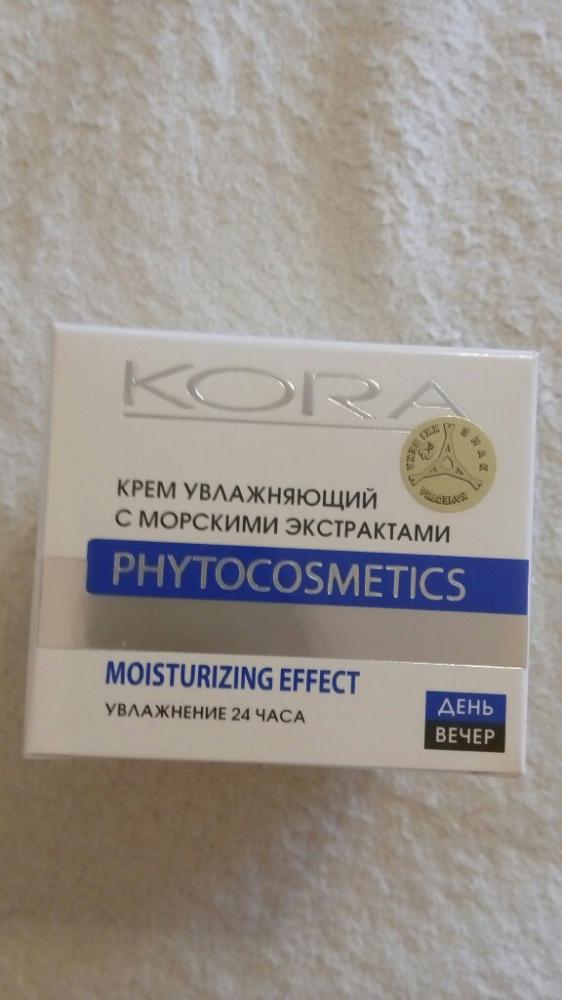 KORA
КРЕМ УВЛАЖНЯЮЩИЙ
С МОРСКИМИ ЭКСТРАКТАМИ
PHYTOCOSMETICS
MOISTURIZING EFFECT
УВЛАЖНЕНИЕ 24 ЧАСА
ДЕНЬ
ВЕЧЕР